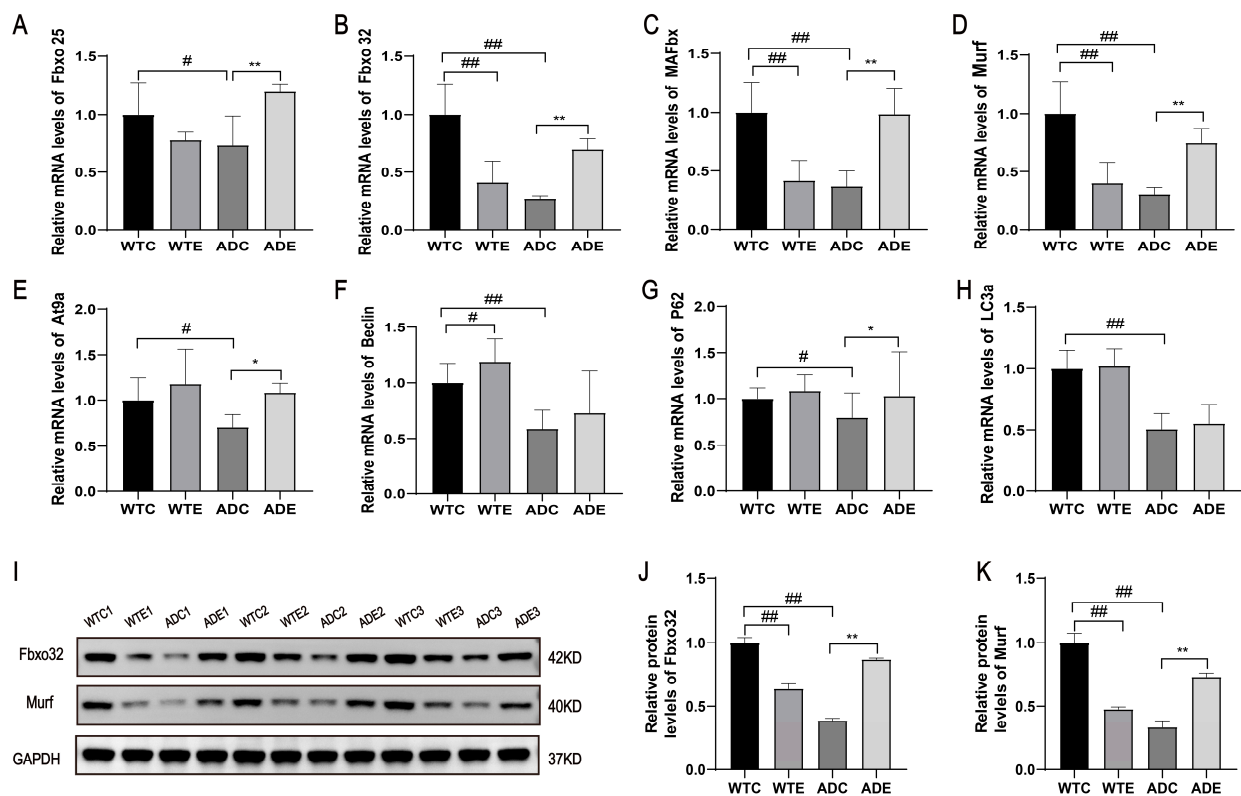 A
Relative mRNA levels of Fbxo 25
1.5
1.0
0.5
0.0
#
**
WTC WTE ADC ADE
B
Relative mRNA levels of Fbxo 32
1.5
1.0
0.5
0.0
##
##
**
WTC WTE ADC ADE
C
Relative mRNA levels of MAFbx
1.5
1.0
0.5
0.0
##
##
**
WTC WTE ADC ADE
D
Relative mRNA levels of Murf
1.5
1.0
0.5
0.0
##
##
**
WTC WTE ADC ADE
E
Relative mRNA levels of At9a
2.0
1.5
1.0
0.5
0.0
#
*
WTC WTE ADC ADE
F
Relative mRNA levels of Beclin
1.5
1.0
0.5
0.0
##
#
WTC WTE ADC ADE
G
Relative mRNA levels of P62
2.0
1.5
1.0
0.5
0.0
#
*
WTC WTE ADC ADE
H
Relative mRNA levels of LC3a
1.5
1.0
0.5
0.0
##
WTC WTE ADC ADE
I
WTC1 WTE1 ADC1 ADE1 WTC2 WTE2 ADC2 ADE2 WTC3 WTE3 ADC3 ADE3
Fbxo32 42KD
Murf 40KD
GAPDH 37KD
J
Relative protein
levlels of Fbxo32
1.5
1.0
0.5
0.0
##
##
**
WTC WTE ADC ADE
K
Relative protein
levlels of Murf
1.5
1.0
0.5
0.0
##
##
**
WTC WTE ADC ADE